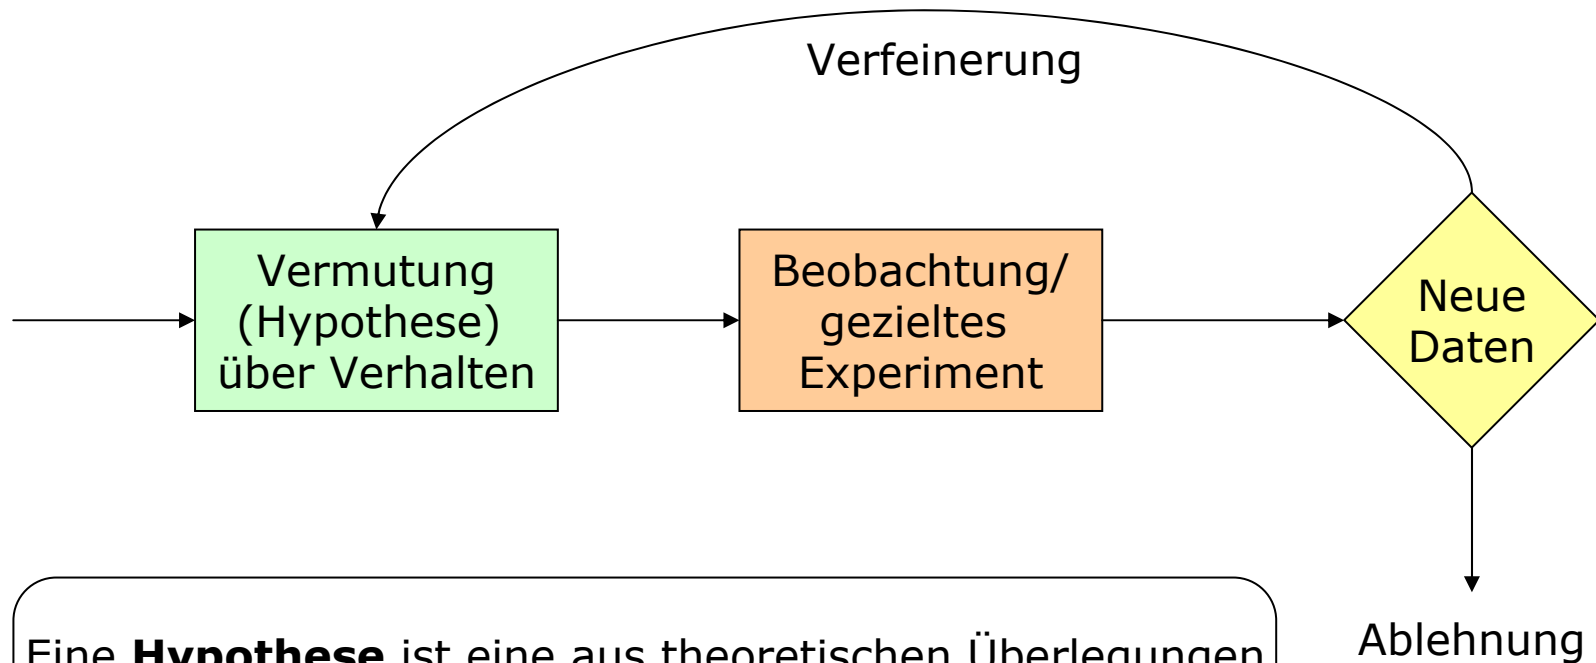 Verfeinerung
Vermutung
(Hypothese)
über Verhalten
Beobachtung/
gezieltes
Experiment
Neue
Daten
Ablehnung
Eine Hypothese ist eine aus theoretischen Überlegungen